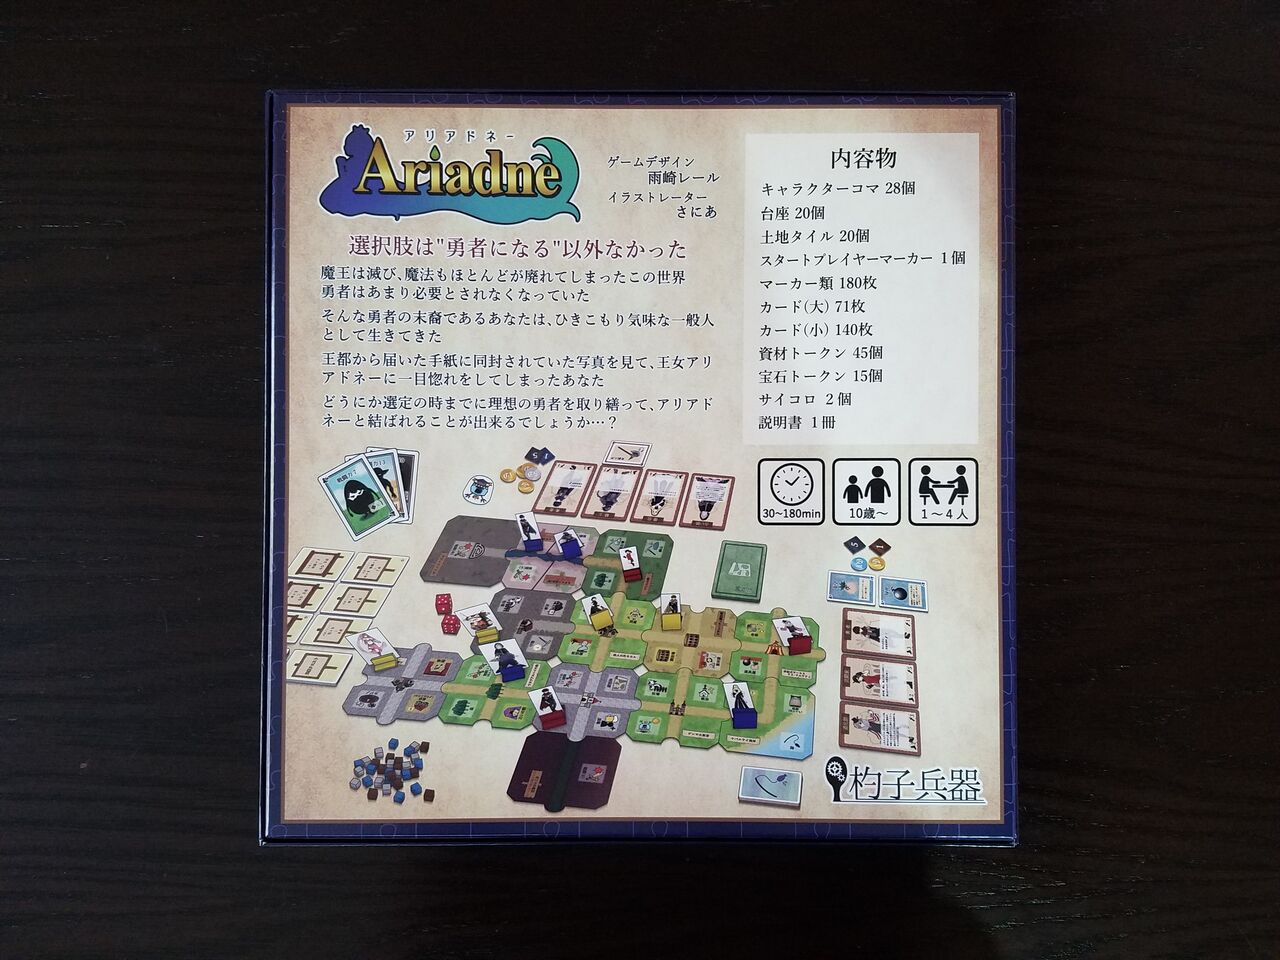 アリアドネー
Ariadne
ゲームデザイン
雨崎レール
イラストレーター
さにあ
選択肢は"勇者になる"以外なかった
魔王は滅び、魔法もほとんどが廃れてしまったこの世界
勇者はあまり必要とされなくなっていた
そんな勇者の末裔であるあなたは、ひきこもり気味な一般人
として生きてきた
王都から届いた手紙に同封されていた写真を見て、王女アリ
アドネーに一目惚れをしてしまったあなた
どうにか選定の時までに理想の勇者を取り繕って、アリアド
ネーと結ばれることが出来るでしょうか…？
内容物
キャラクターコマ 28個
台座 20個
土地タイル 20個
スタートプレイヤーマーカー 1個
マーカー類 180枚
カード(大) 71枚
カード(小) 140枚
資材トークン 45個
宝石トークン 15個
サイコロ 2個
説明書 1冊
30~180min
10歳～
1～4人
杓子兵器